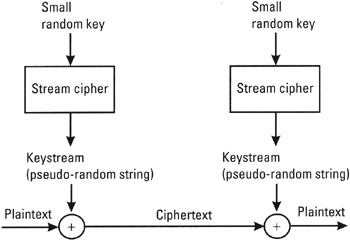 Small
random key
Stream cipher
Keystream
(pseudo-random string)
Small
random key
Stream cipher
Keystream
(pseudo-random string)
Plaintext
+
Ciphertext
+
Plaintext